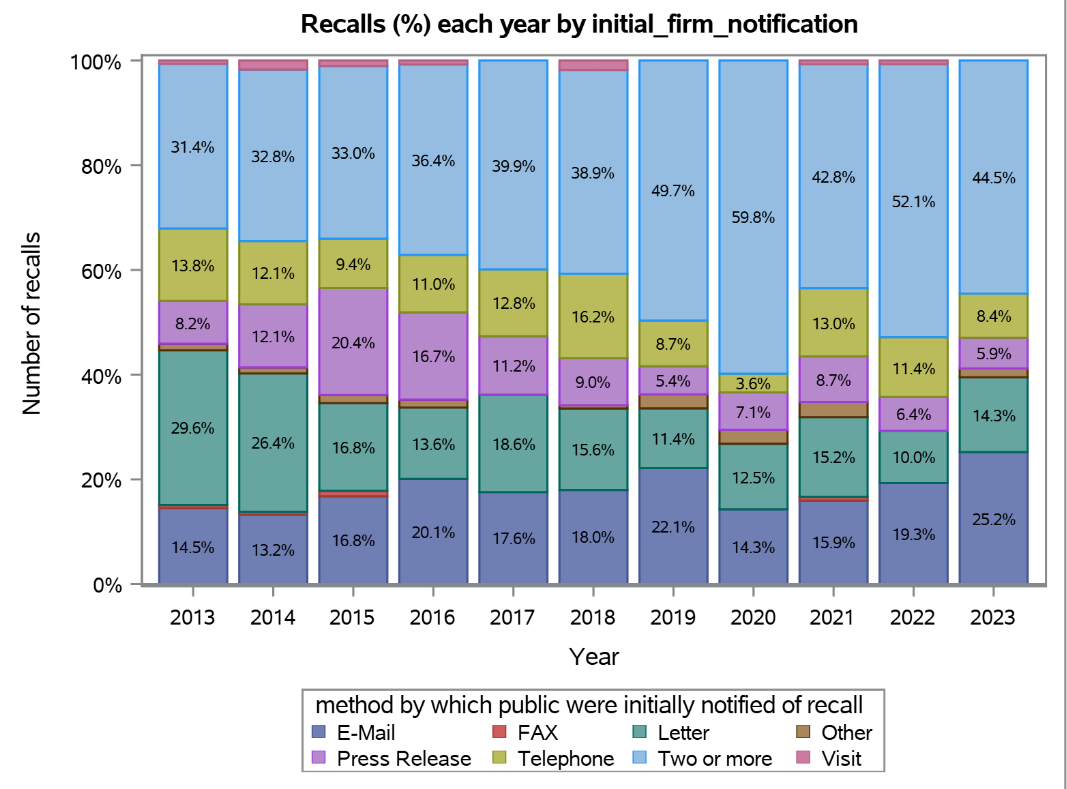 Recalls (%) each year by initial_firm_notification
Number of recalls
100%
80%
60%
40%
20%
0%
31.4% 32.8% 33.0% 36.4% 39.9% 38.9% 49.7% 59.8% 42.8% 52.1% 44.5%
13.8% 12.1% 9.4% 11.0% 12.8% 16.2% 8.7% 3.6% 13.0% 11.4% 8.4%
8.2% 12.1% 20.4% 16.7% 11.2% 9.0% 5.4% 7.1% 8.7% 6.4% 5.9%
29.6% 26.4% 16.8% 13.6% 18.6% 15.6% 11.4% 12.5% 15.2% 10.0% 14.3%
14.5% 13.2% 16.8% 20.1% 17.6% 18.0% 22.1% 14.3% 15.9% 19.3% 25.2%
2013 2014 2015 2016 2017 2018 2019 2020 2021 2022 2023
Year
method by which public were initially notified of recall
E-Mail FAX Letter Other
Press Release Telephone Two or more Visit